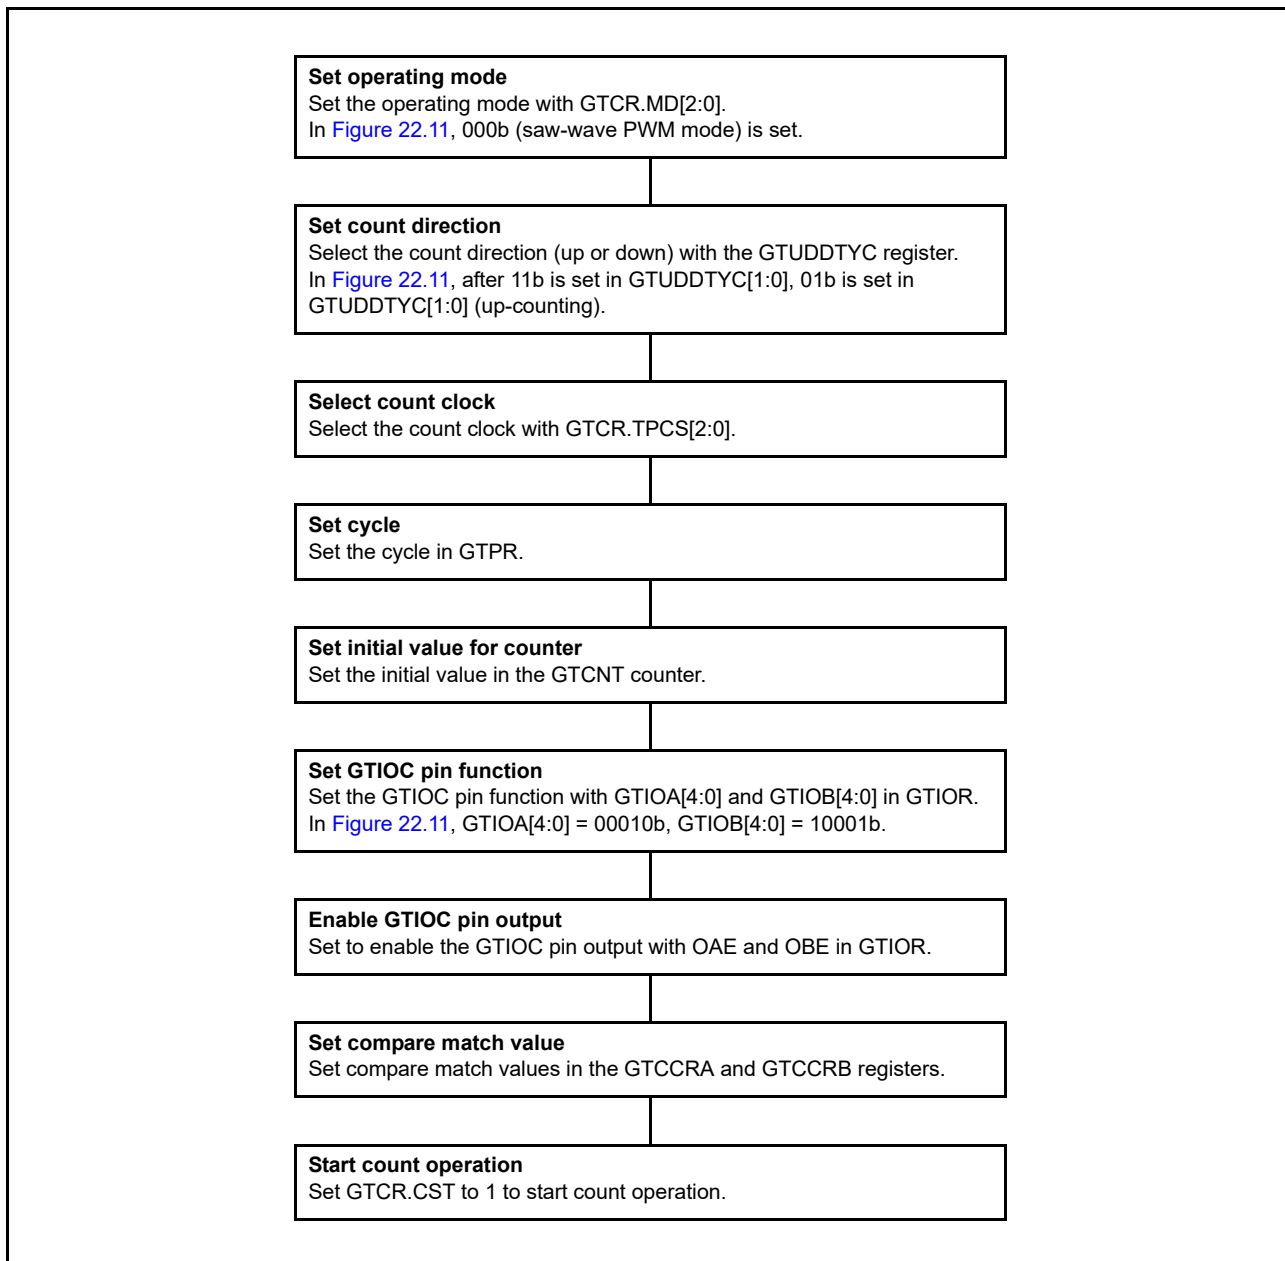 Set operating mode
Set the operating mode with GTCR.MD[2:0].
In Figure 22.11, 000b (saw-wave PWM mode) is set.
Set count direction
Select the count direction (up or down) with the GTUDDTYC register.
In Figure 22.11, after 11b is set in GTUDDTYC[1:0], 01b is set in
GTUDDTYC[1:0] (up-counting).
Select count clock
Select the count clock with GTCR.TPCS[2:0].
Set cycle
Set the cycle in GTPR.
Set initial value for counter
Set the initial value in the GTCNT counter.
Set GTIOC pin function
Set the GTIOC pin function with GTIOA[4:0] and GTIOB[4:0] in GTIOR.
In Figure 22.11, GTIOA[4:0] = 00010b, GTIOB[4:0] = 10001b.
Enable GTIOC pin output
Set to enable the GTIOC pin output with OAE and OBE in GTIOR.
Set compare match value
Set compare match values in the GTCCRA and GTCCRB registers.
Start count operation
Set GTCR.CST to 1 to start count operation.